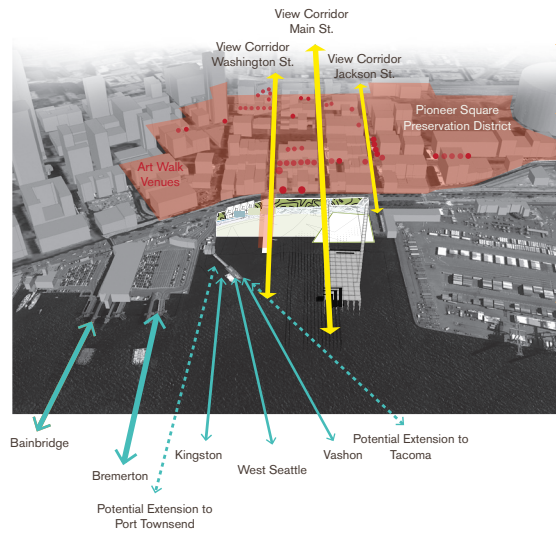 View Corridor
Main St.
View Corridor
Washington St.
View Corridor
Jackson St.
Pioneer Square
Preservation District
Art Walk
Venues
Bainbridge
Bremerton
Potential Extension to
Port Townsend
Kingston
West Seattle
Vashon
Potential Extension to
Tacoma